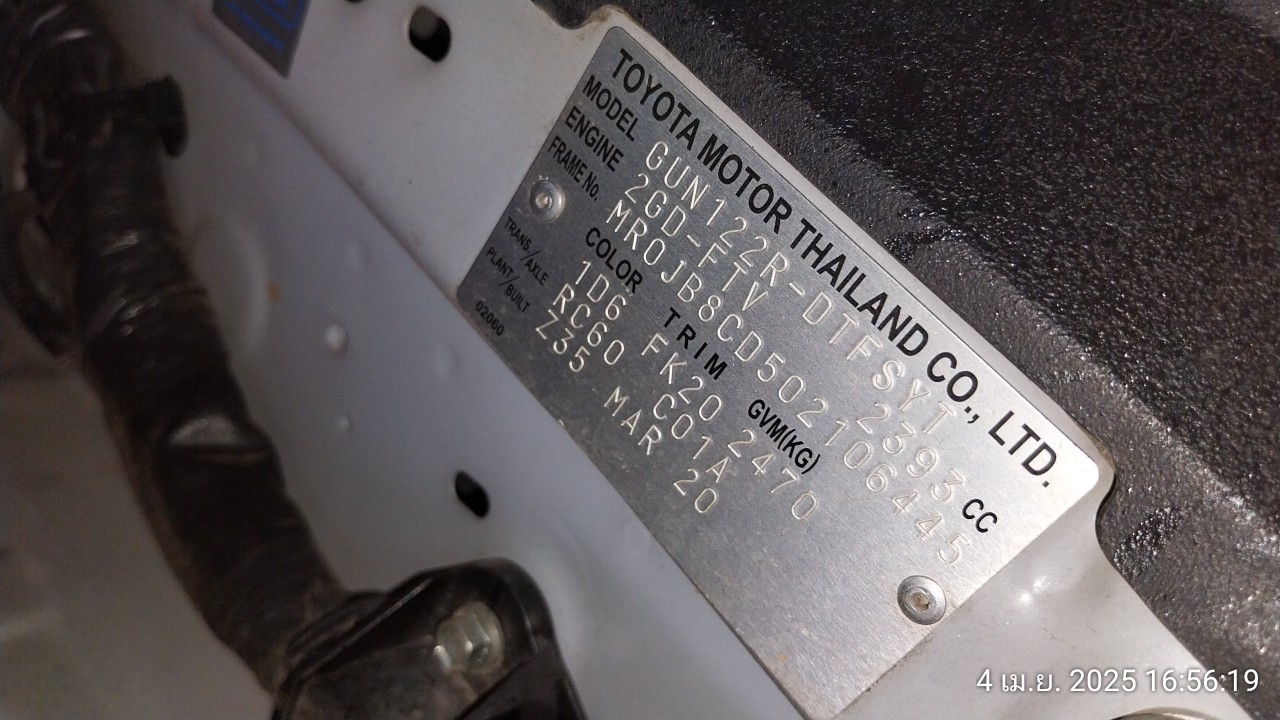 TOYOTA MOTOR THAILAND CO., LTD.
MODEL GUN122R-DTFSYT
ENGINE 2GD-FTV 2393 CC
FRAME No. MR0JB8CD502106445
COLOR TRIM GVM(KG)
1D6 FK20 2470
TRANS/AXLE RC60 C01A
PLANT/BUILT Z35 MAR 20
02060
4 เม.ย. 2025 16:56:19